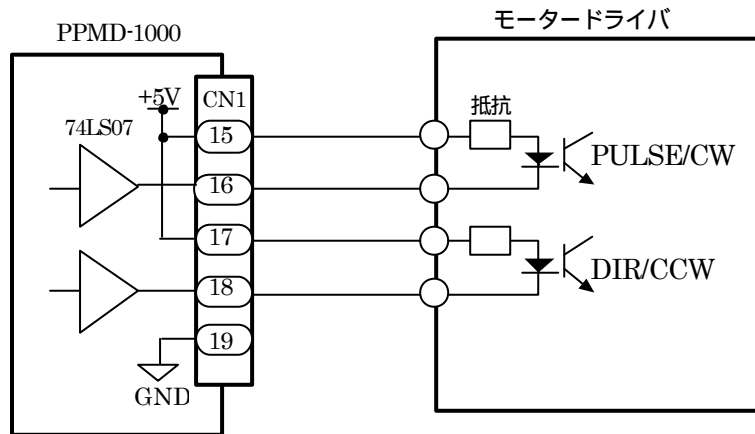 モータードライバ
PPMD-1000
+5V
CN1
74LS07
抵抗
15
PULSE/CW
16
17
DIR/CCW
18
19
GND